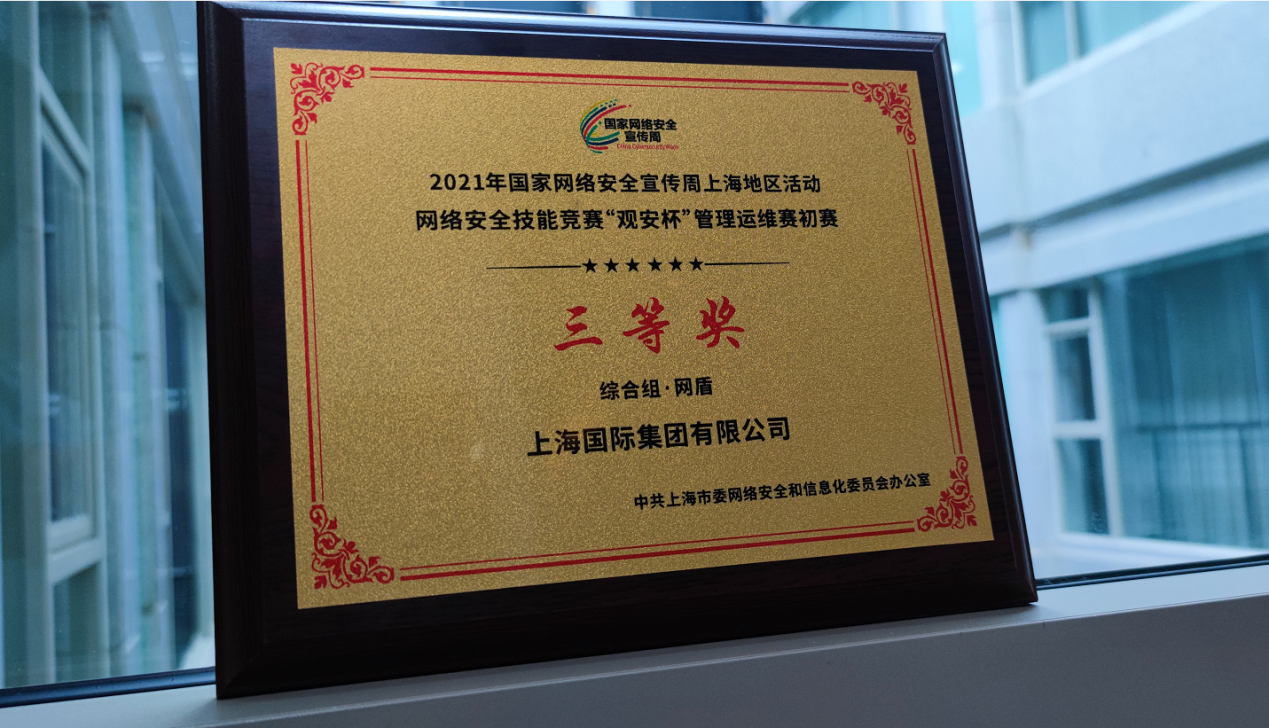 国家网络安全
宣传周
China Cybersecurity Week
2021年国家网络安全宣传周上海地区活动
网络安全技能竞赛“观安杯”管理运维赛初赛
★★★★★★
三等奖
综合组·网盾
上海国际集团有限公司
中共上海市委网络安全和信息化委员会办公室